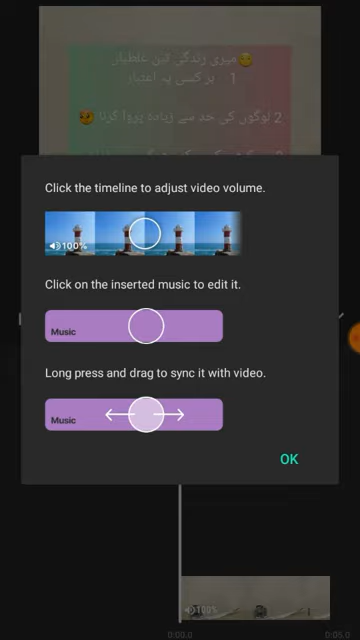 میری زندگی تین غلطیاں
1- ہر کسی پہ اعتبار
2 لوگوں کی حد سے زیادہ پروا کرنا
Click the timeline to adjust video volume.
100%
Click on the inserted music to edit it.
Music
Long press and drag to sync it with video.
Music
OK
100%
0:00.0
0:05.0